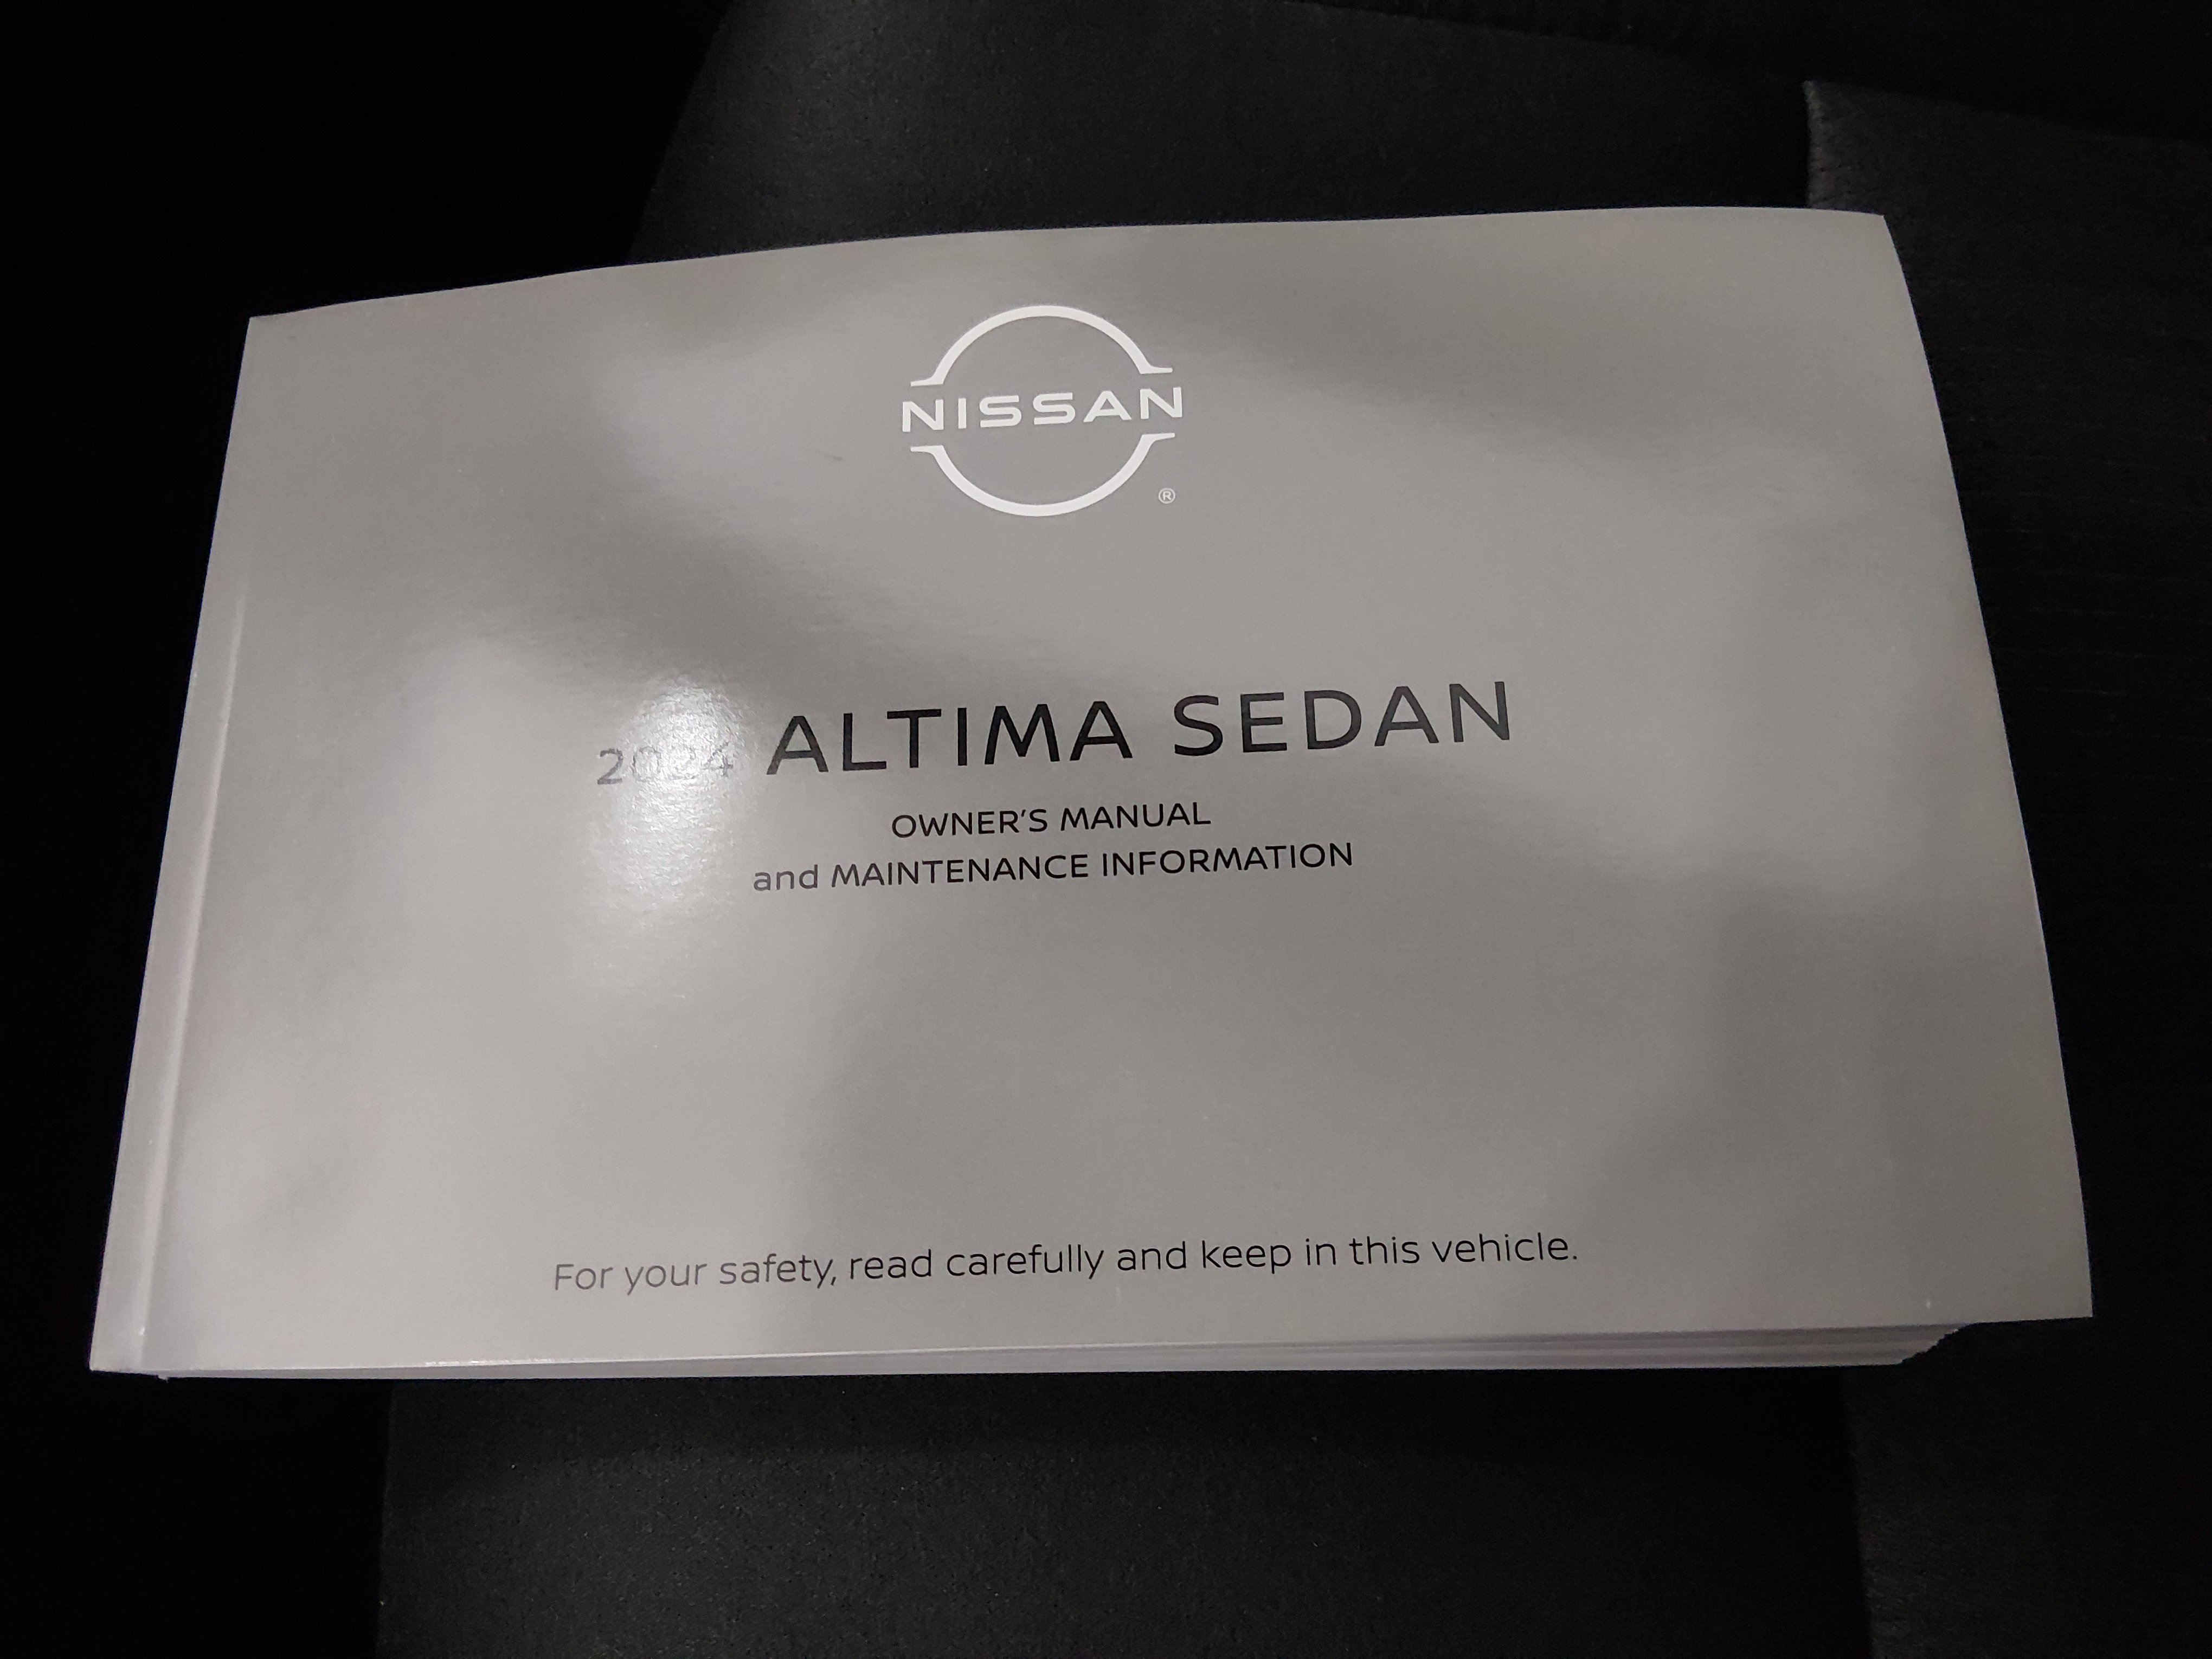 NISSAN
®
2024 ALTIMA SEDAN
OWNER'S MANUAL
and MAINTENANCE INFORMATION
For your safety, read carefully and keep in this vehicle.